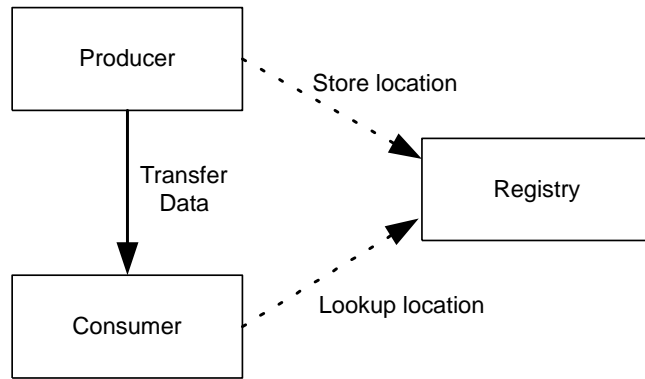 Producer
Store location
Transfer
Data
Registry
Lookup location
Consumer